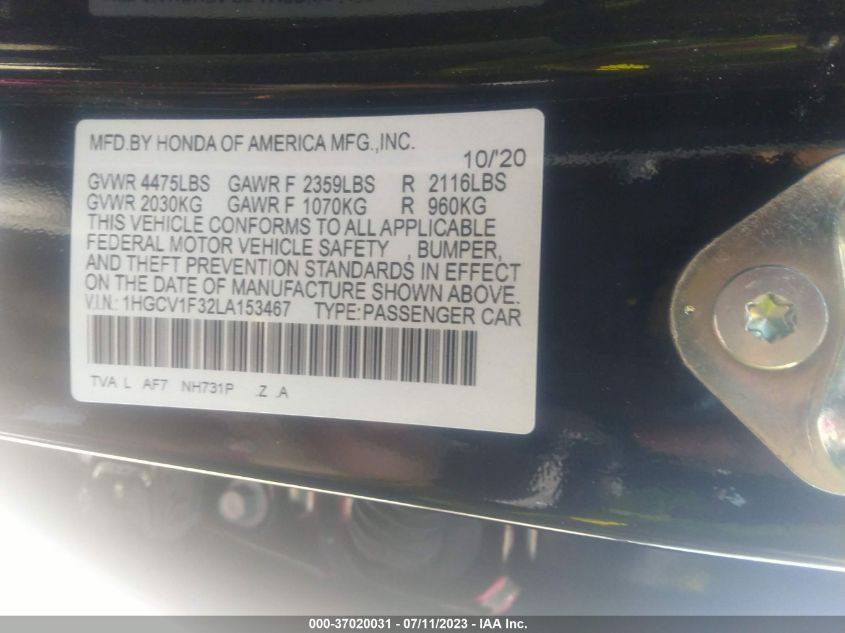 MFD.BY HONDA OF AMERICA MFG.,INC.
10/'20
GVWR 4475LBS GAWR F 2359LBS R 2116LBS
GVWR 2030KG GAWR F 1070KG R 960KG
THIS VEHICLE CONFORMS TO ALL APPLICABLE
FEDERAL MOTOR VEHICLE SAFETY , BUMPER,
AND THEFT PREVENTION STANDARDS IN EFFECT
ON THE DATE OF MANUFACTURE SHOWN ABOVE.
V.I.N.: 1HGCV1F32LA153467 TYPE:PASSENGER CAR
TVA L AF7 NH731P .Z .A
000-37020031 - 07/11/2023 - IAA Inc.